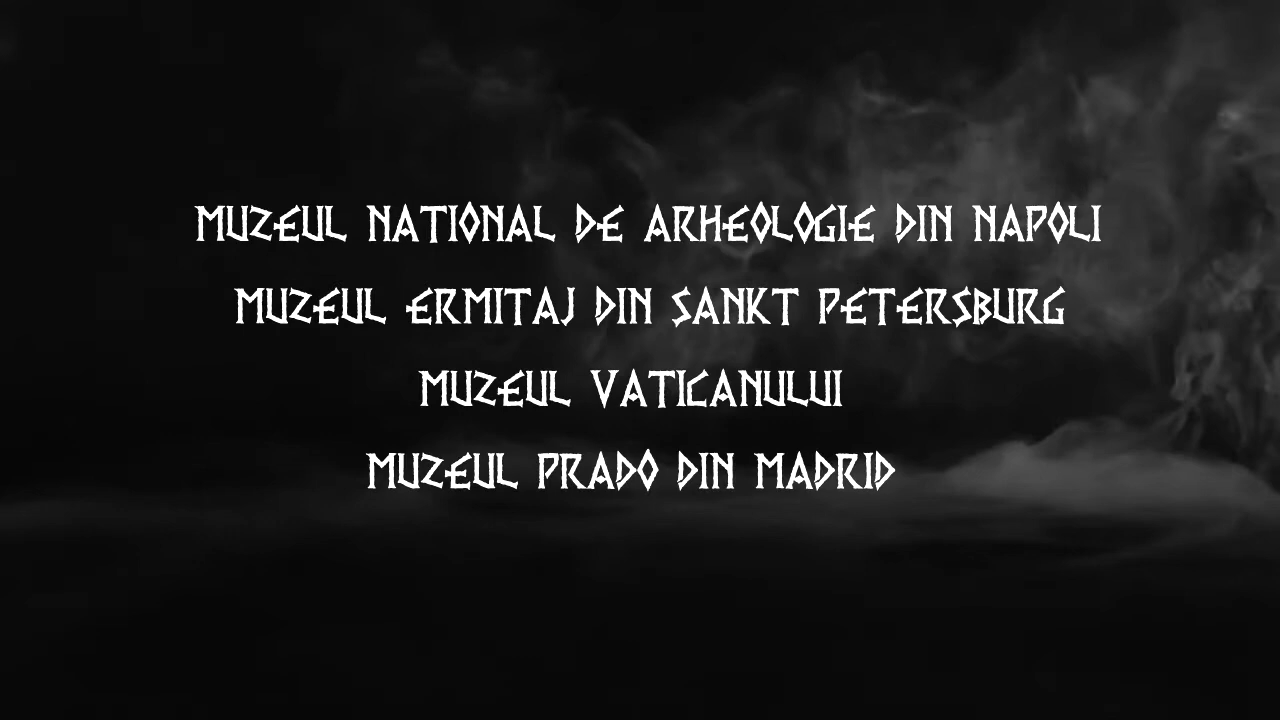 MUZEUL NATIONAL DE ARHEOLOGIE DIN NAPOLI
MUZEUL ERMITAJ DIN SANKT PETERSBURG
MUZEUL VATICANULUI
MUZEUL PRADO DIN MADRID